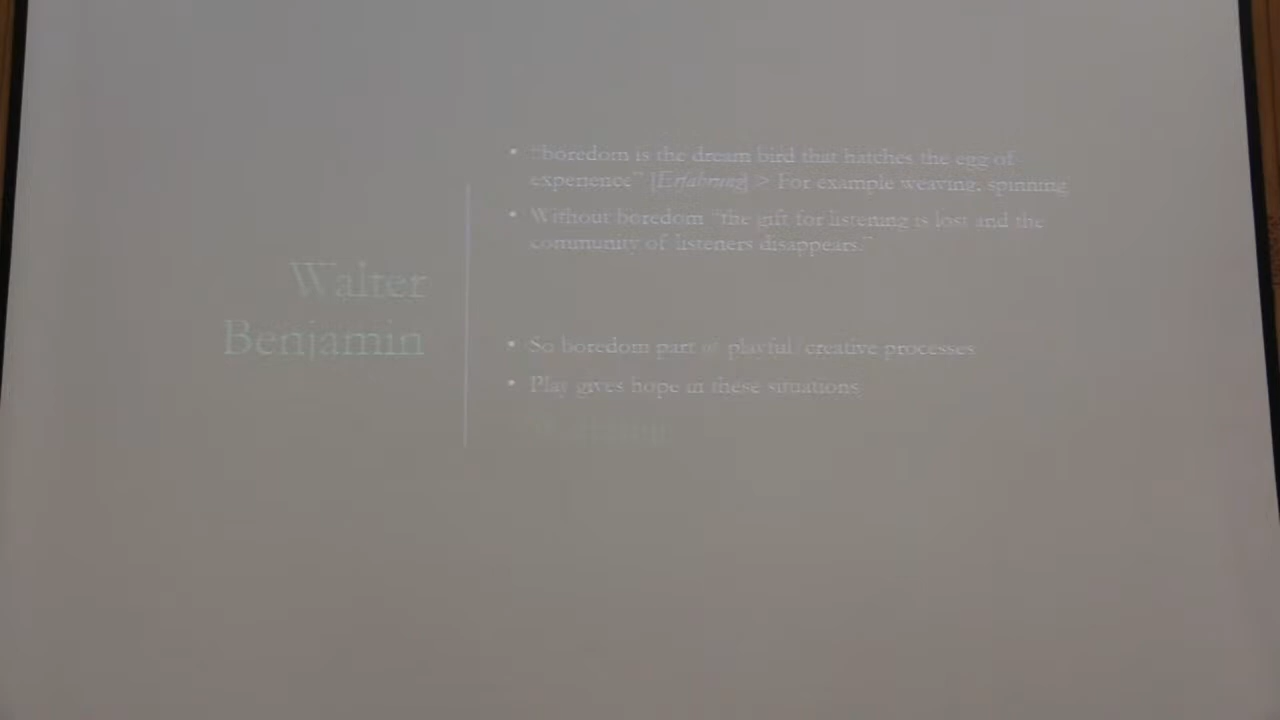 Walter
Benjamin
• "boredom is the dream bird that hatches the egg of
experience" [Erfahrung] > For example weaving, spinning
• Without boredom "the gift for listening is lost and the
community of listeners disappears."
• So boredom part of playful/creative processes
• Play gives hope in these situations